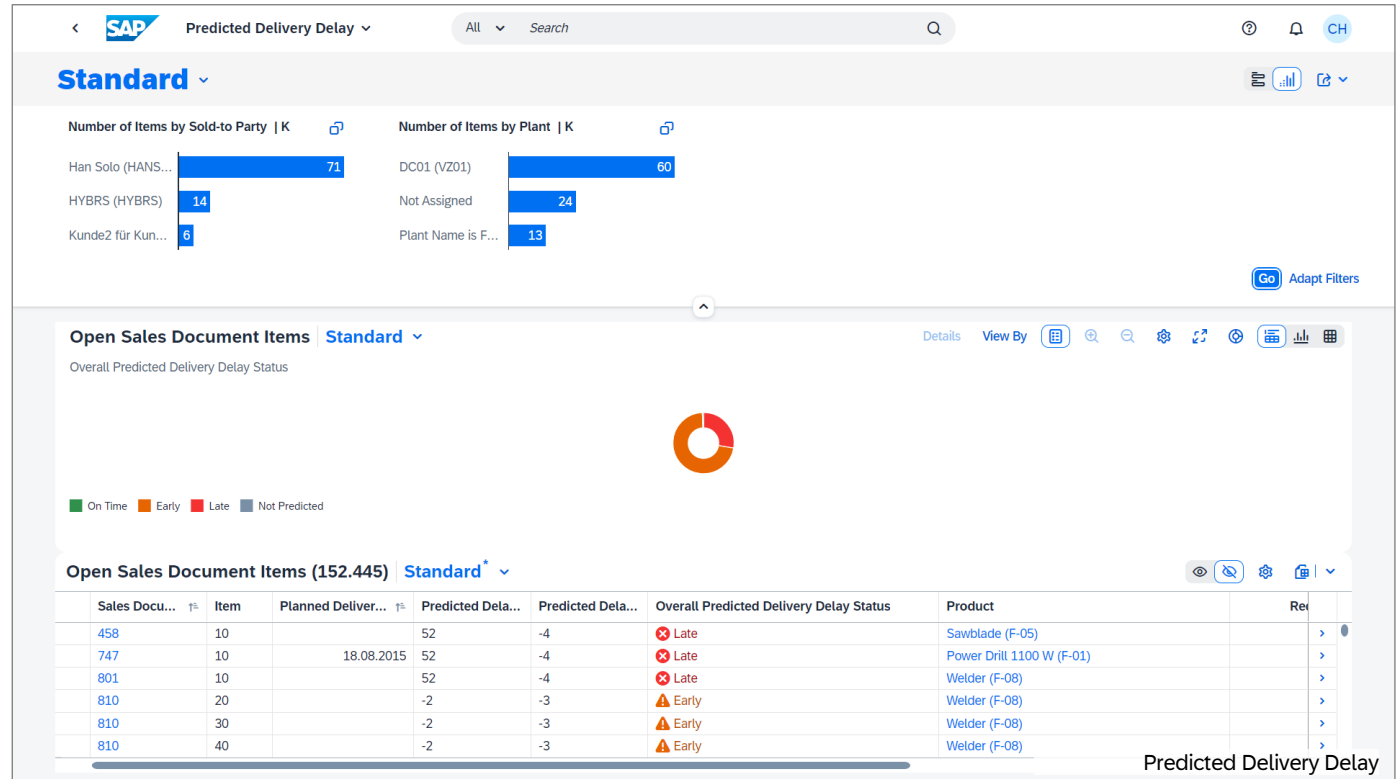 SAP Predicted Delivery Delay All Search CH
Standard
Number of Items by Sold-to Party | K
Han Solo (HANS... 71
HYBRS (HYBRS) 14
Kunde2 für Kun... 6
Number of Items by Plant | K
DC01 (VZ01) 60
Not Assigned 24
Plant Name is F... 13
Go Adapt Filters
Open Sales Document Items Standard Details View By
Overall Predicted Delivery Delay Status
On Time Early Late Not Predicted
Open Sales Document Items (152.445) Standard*
Sales Docu... Item Planned Deliver... Predicted Dela... Predicted Dela... Overall Predicted Delivery Delay Status Product Rec
458 10 52 -4 Late Sawblade (F-05)
747 10 18.08.2015 52 -4 Late Power Drill 1100 W (F-01)
801 10 52 -4 Late Welder (F-08)
810 20 -2 -3 Early Welder (F-08)
810 30 -2 -3 Early Welder (F-08)
810 40 -2 -3 Early Welder (F-08)
Predicted Delivery Delay